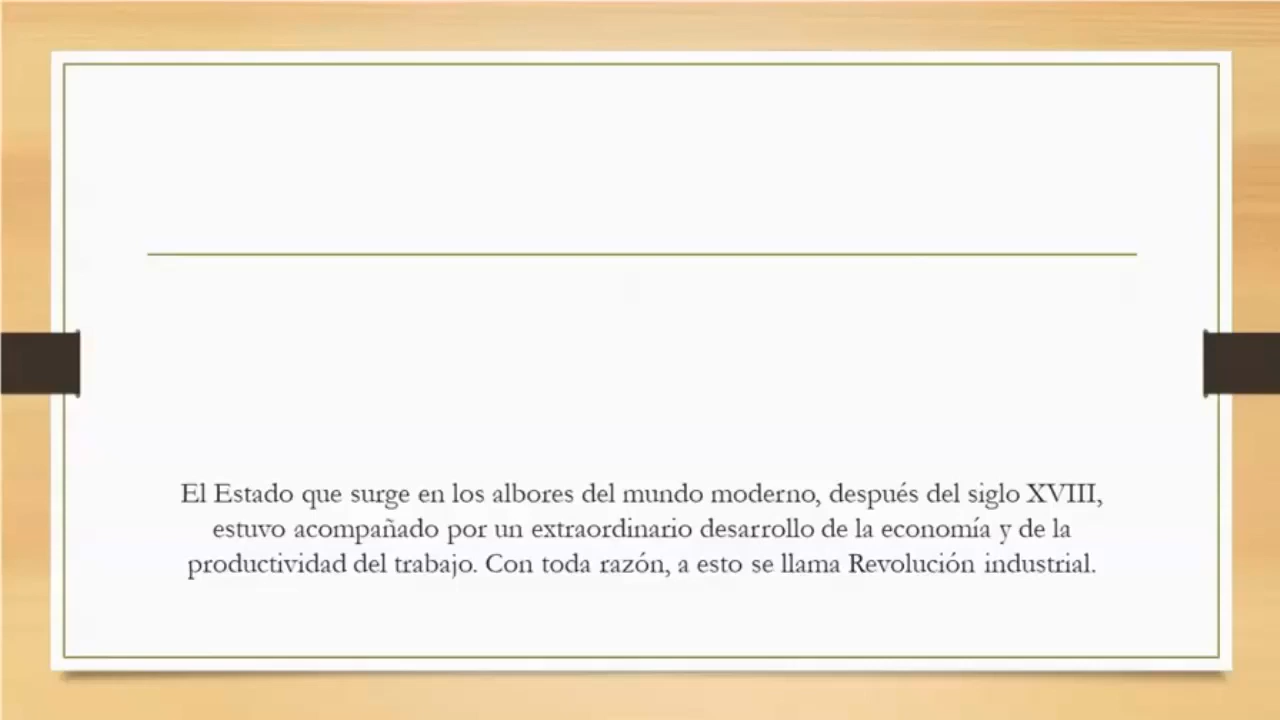 El Estado que surge en los albores del mundo moderno, después del siglo XVIII,
estuvo acompañado por un extraordinario desarrollo de la economía y de la
productividad del trabajo. Con toda razón, a esto se llama Revolución industrial.